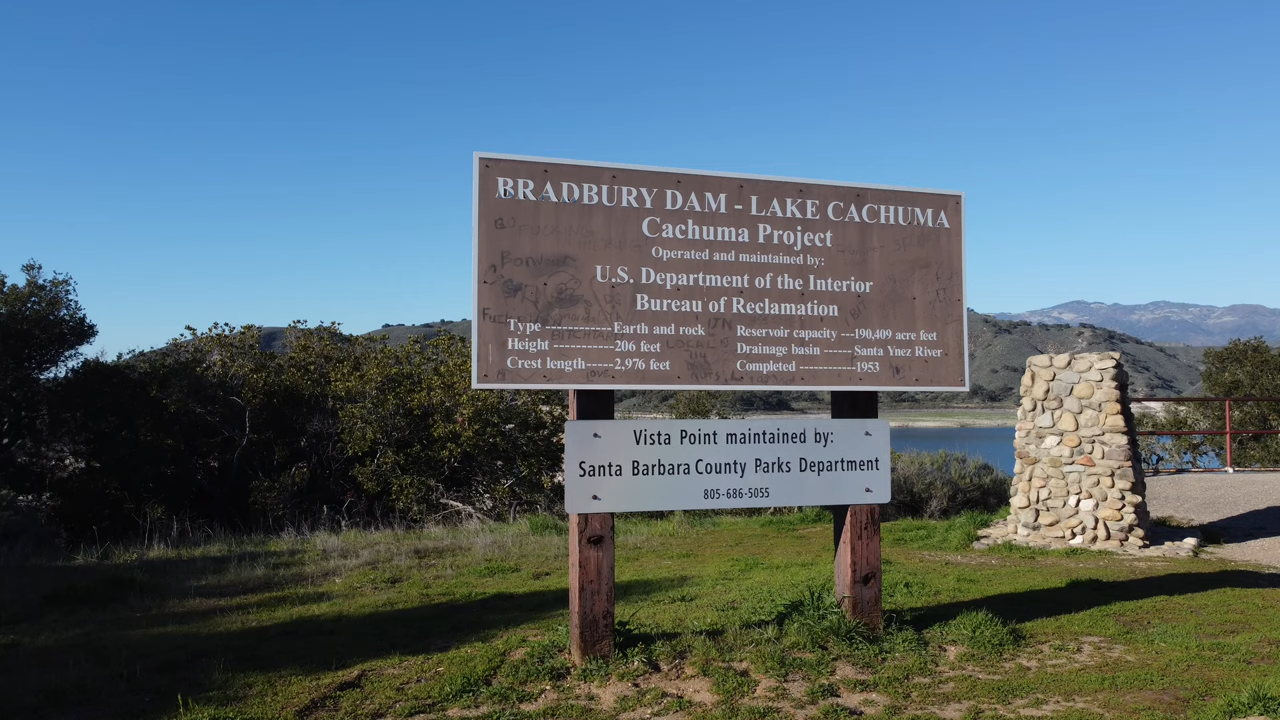 BRADBURY DAM - LAKE CACHUMA
Cachuma Project
Operated and maintained by:
U.S. Department of the Interior
Bureau of Reclamation
Type -----------Earth and rock
Height -----------206 feet
Crest length-----2,976 feet
Reservoir capacity ---190,409 acre feet
Drainage basin ------Santa Ynez River
Completed -----------1953
Vista Point maintained by:
Santa Barbara County Parks Department
805-686-5055